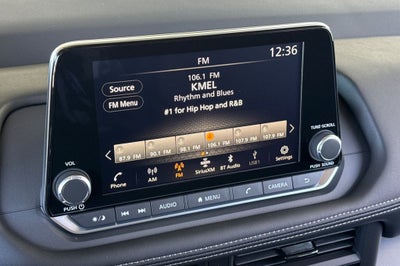 FM
12:36
106.1 FM
KMEL
Rhythm and Blues
#1 for Hip Hop and R&B
Source
FM Menu
87.9 FM
90.1 FM
98.1 FM
106.1 FM
107.9 FM
107.9 FM
Phone
AM
FM
SiriusXM
BT Audio
USB1
Settings
VOL
PUSH
TUNE·SCROLL
PUSH SOUND
AUDIO
MENU
CAMERA